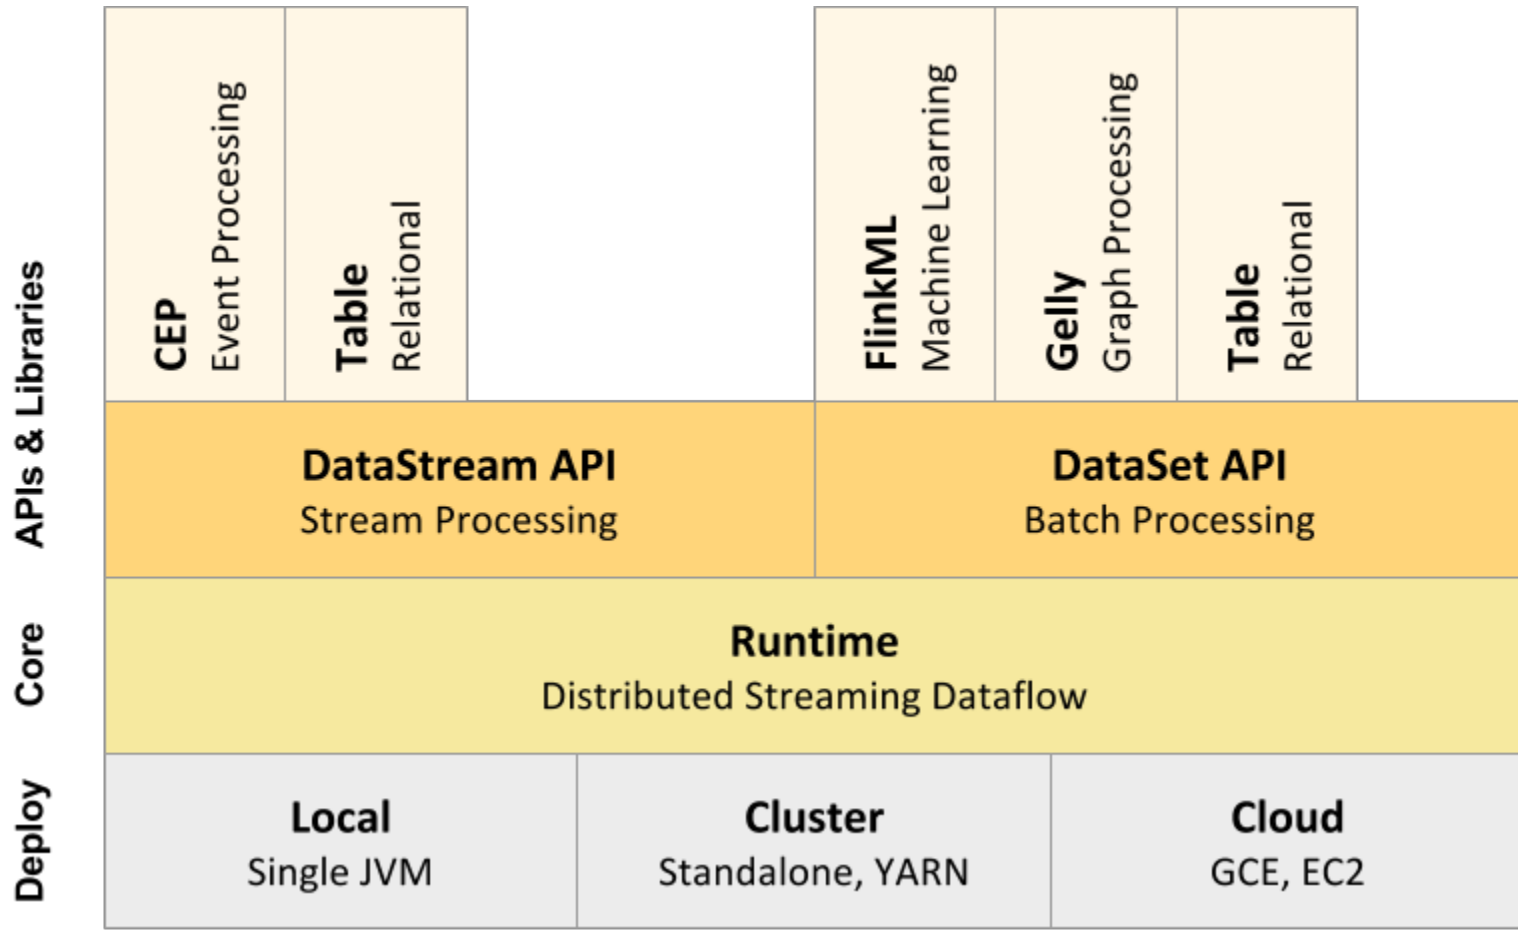 APIs & Libraries
CEP
Event Processing
Table
Relational
FlinkML
Machine Learning
Gelly
Graph Processing
Table
Relational
DataStream API
Stream Processing
DataSet API
Batch Processing
Core
Runtime
Distributed Streaming Dataflow
Deploy
Local
Single JVM
Cluster
Standalone, YARN
Cloud
GCE, EC2